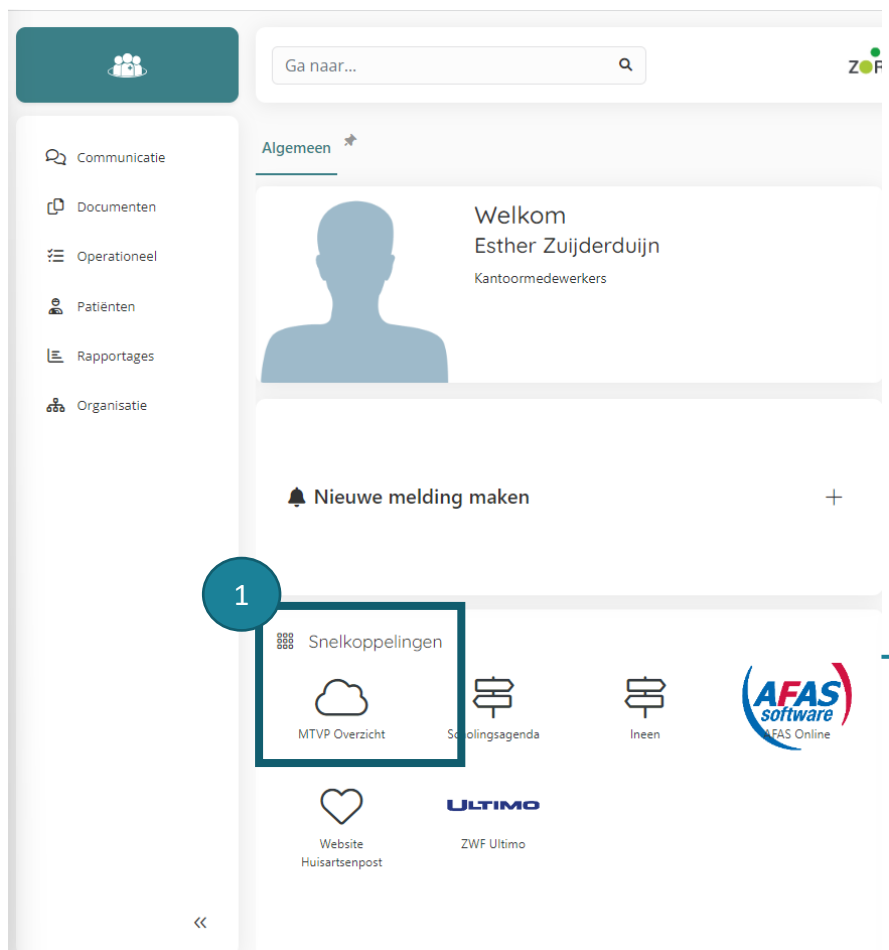 Ga naar...
Communicatie
Documenten
Operationeel
Patiënten
Rapportages
Organisatie
Algemeen
Welkom
Esther Zuijderduijn
Kantoormedewerkers
Nieuwe melding maken
1
Snelkoppelingen
MTVP Overzicht
Ineen
AFAS
software
AFAS Online
ULTIMO
Website
Huisartsenpost
ZWF Ultimo